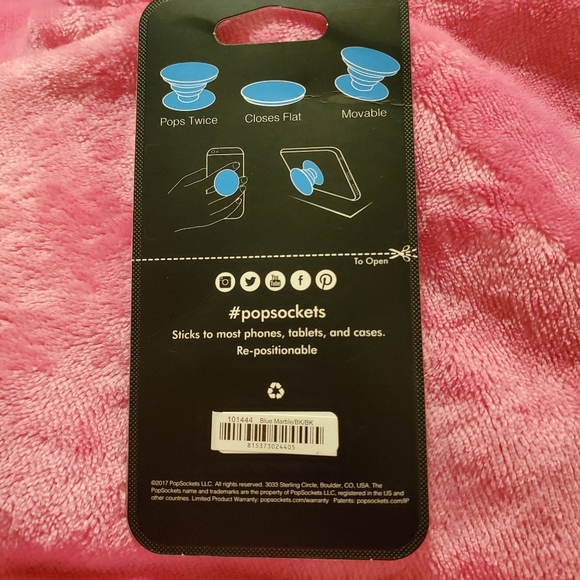 Pops Twice
Closes Flat
Movable
To Open
#popsockets
Sticks to most phones, tablets, and cases.
Re-positionable
101444 Blue Marble/BK/BK
815373024405
©2017 PopSockets LLC. All rights reserved. 3033 Sterling Circle, Boulder, CO, USA. The
PopSockets name and trademarks are the property of PopSockets LLC, registered in the US and
other countries. Limited Product Warranty: popsockets.com/warranty Patents: popsockets.com/IP